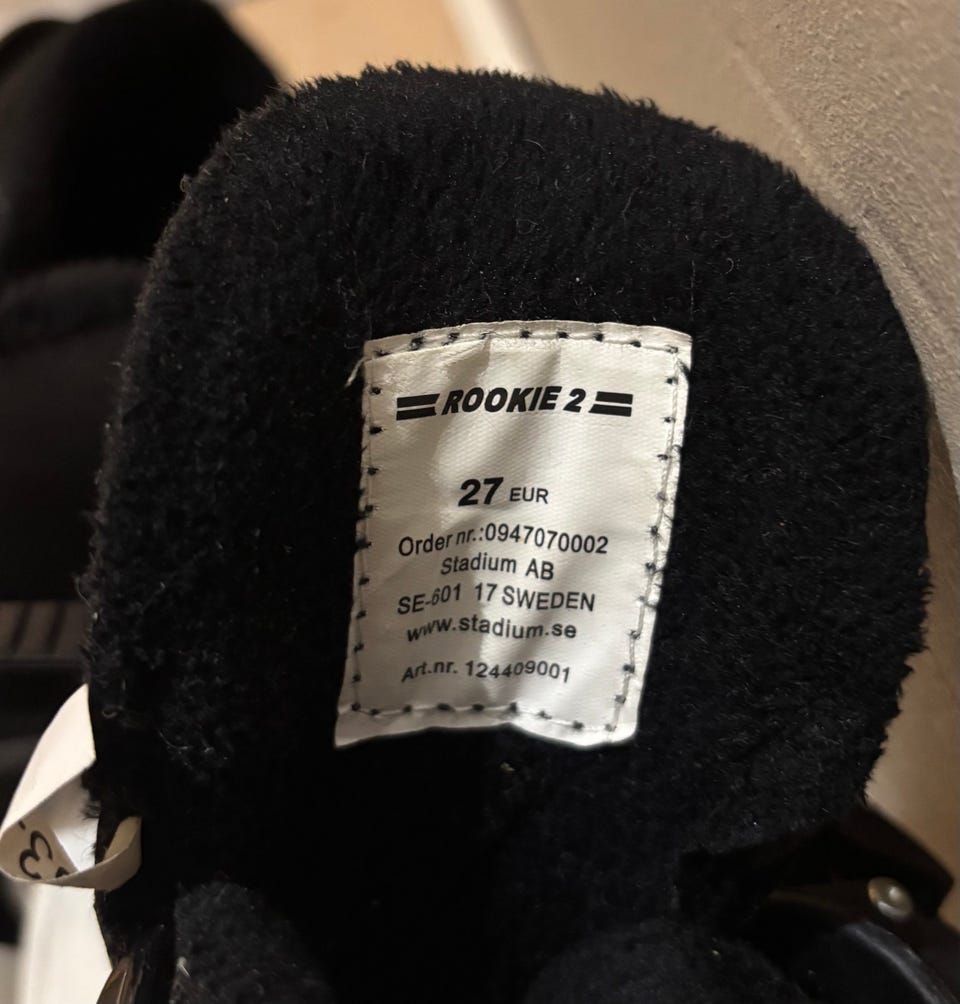 ROOKIE 2
27 EUR
Order nr.:0947070002
Stadium AB
SE-601 17 SWEDEN
www.stadium.se
Art.nr. 124409001